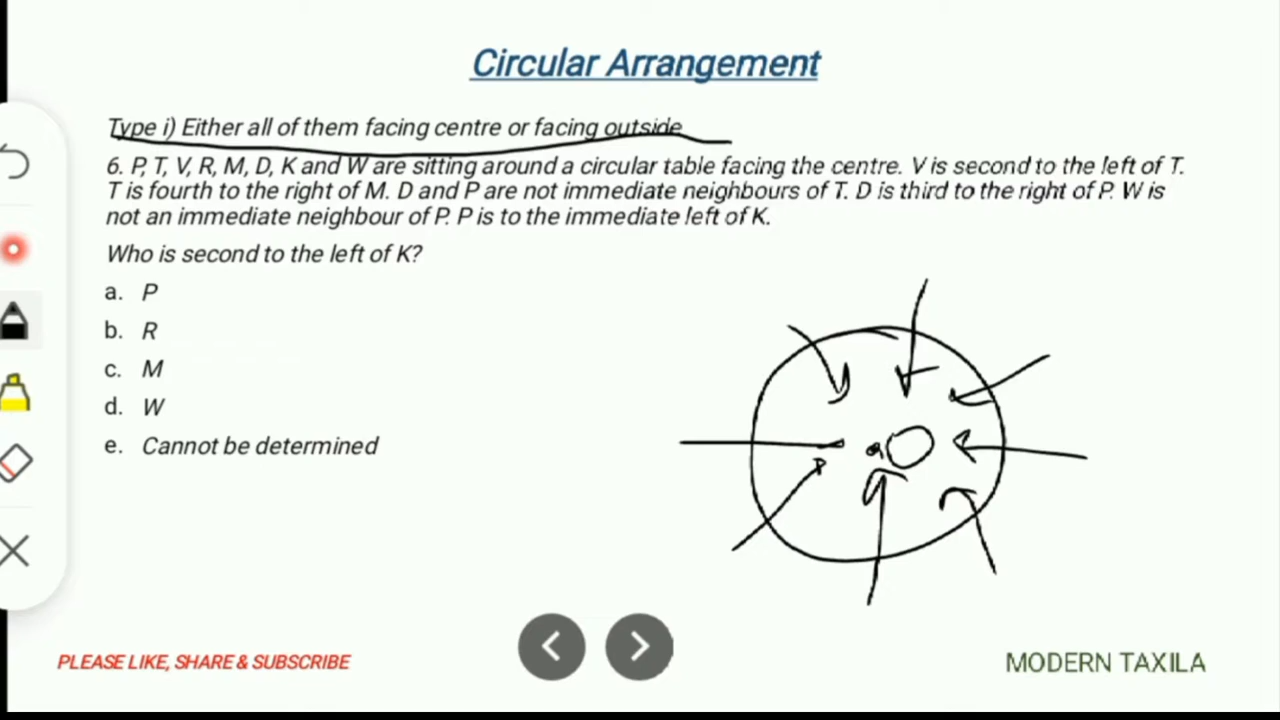 Circular Arrangement
Type i) Either all of them facing centre or facing outside
6. P, T, V, R, M, D, K and W are sitting around a circular table facing the centre. V is second to the left of T.
T is fourth to the right of M. D and P are not immediate neighbours of T. D is third to the right of P. W is
not an immediate neighbour of P. P is to the immediate left of K.
Who is second to the left of K?
a. P
b. R
c. M
d. W
e. Cannot be determined
PLEASE LIKE, SHARE & SUBSCRIBE
MODERN TAXILA